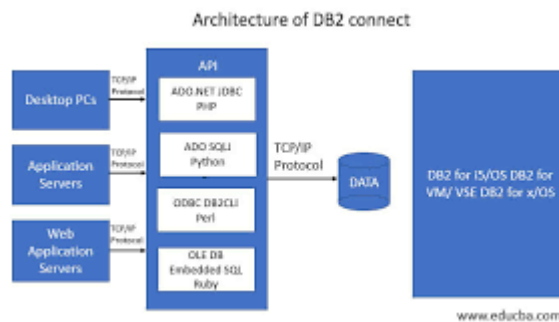 Architecture of DB2 connect
Desktop PCs
TCP/IP
Protocol
Application
Servers
TCP/IP
Protocol
Web
Application
Servers
TCP/IP
Protocol
API
ADO.NET JDBC
PHP
ADO SQLJ
Python
ODBC DB2CLI
Perl
OLE DB
Embedded SQL
Ruby
TCP/IP
Protocol
DATA
DB2 for I5/OS DB2 for
VM/ VSE DB2 for x/OS
www.educba.com